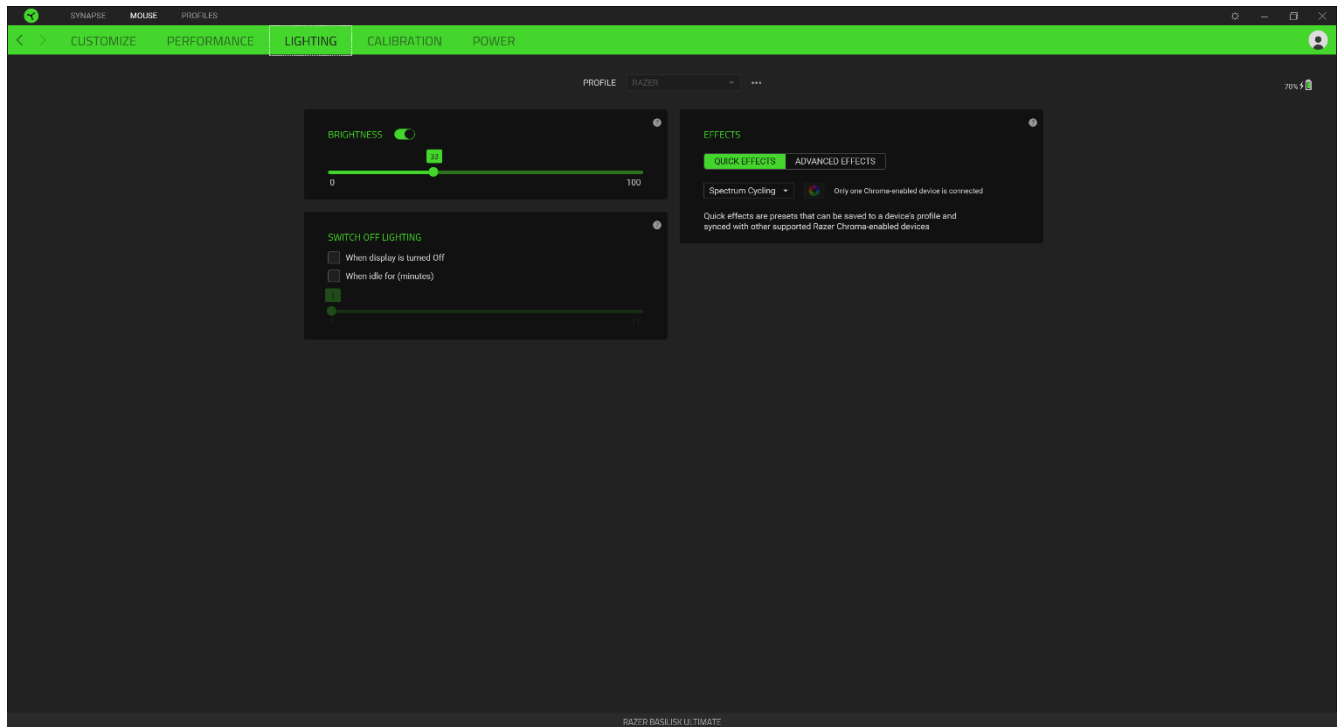 SYNAPSE MOUSE PROFILES
CUSTOMIZE PERFORMANCE LIGHTING CALIBRATION POWER
PROFILE RAZER
70%
BRIGHTNESS
33
0 100
SWITCH OFF LIGHTING
When display is turned Off
When idle for (minutes)
1
1 15
EFFECTS
QUICK EFFECTS ADVANCED EFFECTS
Spectrum Cycling Only one Chroma-enabled device is connected
Quick effects are presets that can be saved to a device's profile and
synced with other supported Razer Chroma-enabled devices
RAZER BASILISK ULTIMATE